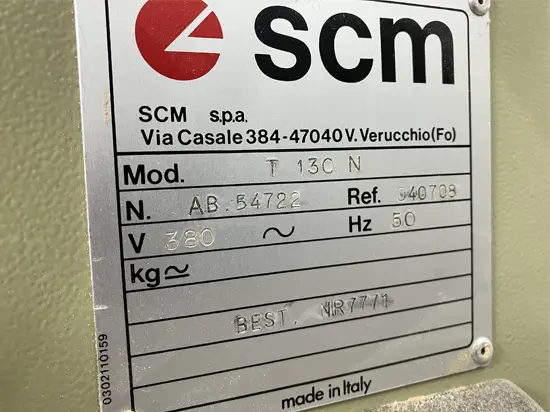 scm
SCM s.p.a.
Via Casale 384-47040 V. Verucchio (Fo)
Mod. T 130 N
N. AB.54722 Ref. 940708
V 380 ~ Hz 50
kg≃
BEST. NR7771
made in Italy
0302110159